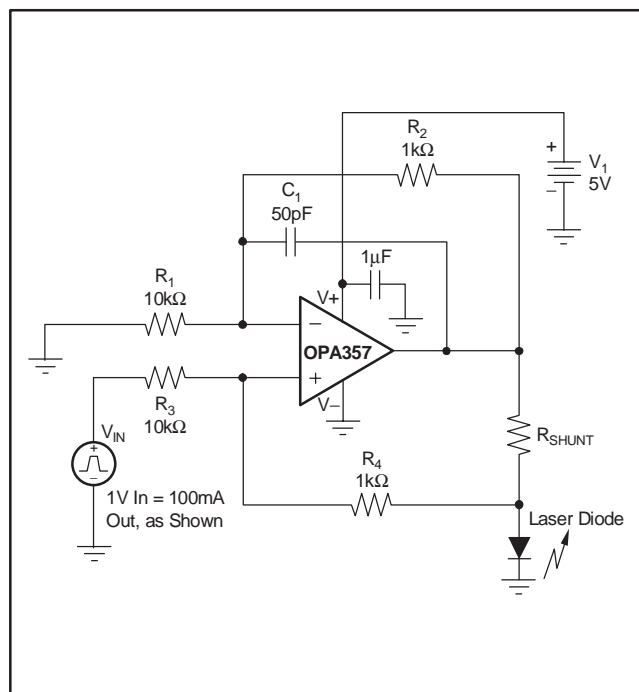 R2
1kΩ
+
V1
−
5V
C1
50pF
1µF
R1
10kΩ
V+
−
OPA357
+
R3
10kΩ
V−
VIN
+
−
RSHUNT
R4
1kΩ
1V In = 100mA
Out, as Shown
Laser Diode